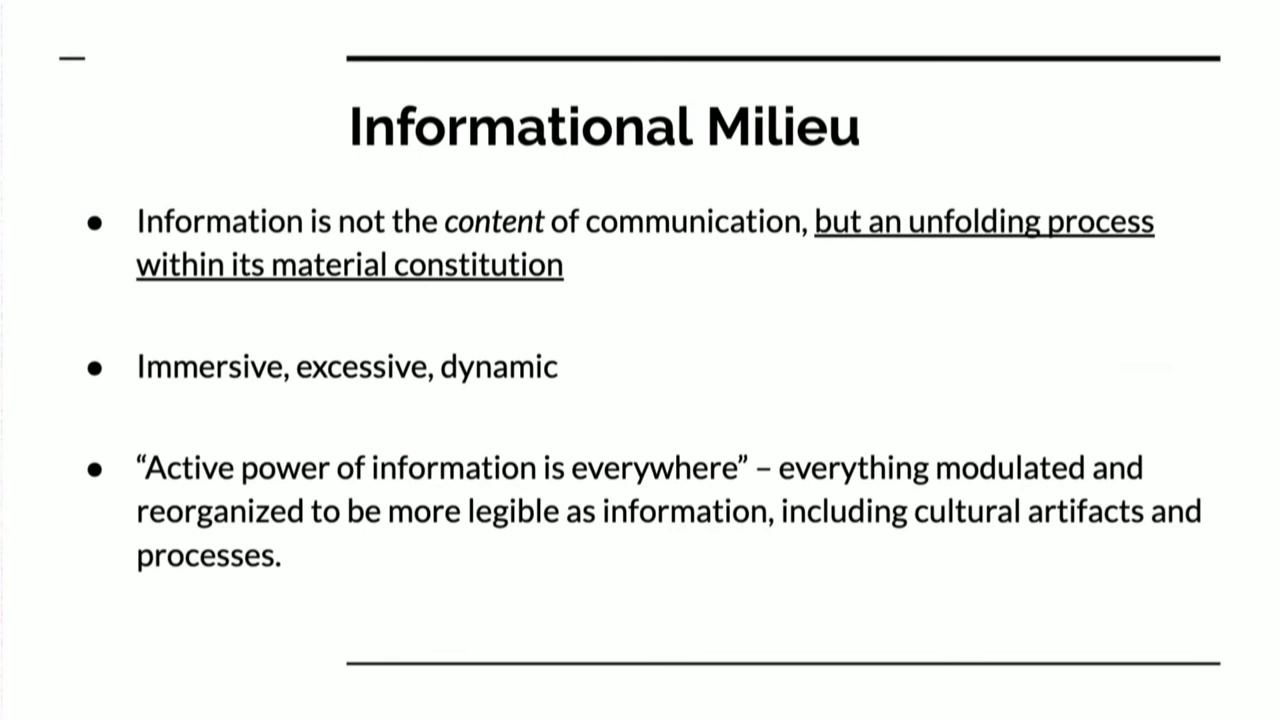 Informational Milieu
● Information is not the content of communication, but an unfolding process
within its material constitution
● Immersive, excessive, dynamic
● “Active power of information is everywhere” – everything modulated and
reorganized to be more legible as information, including cultural artifacts and
processes.